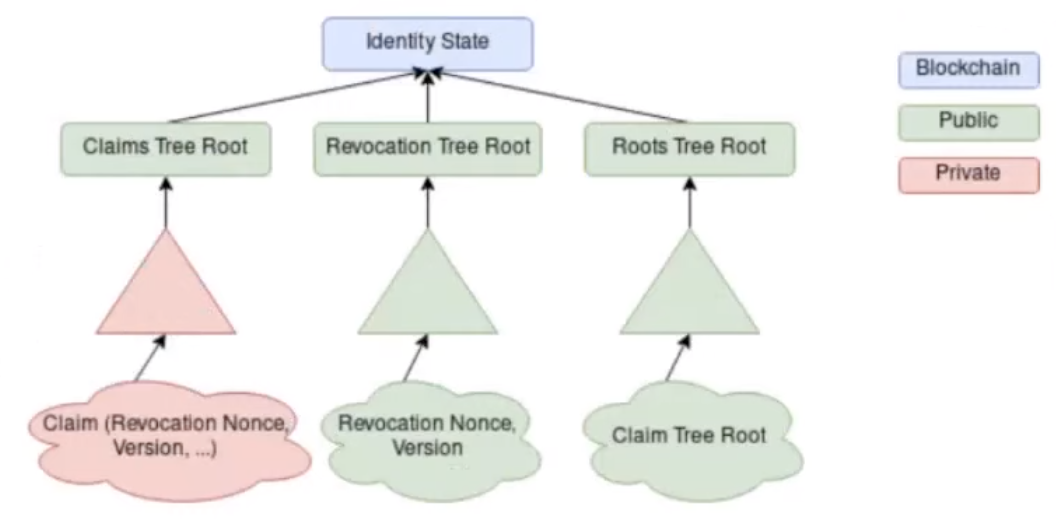 Identity State
Blockchain
Public
Private
Claims Tree Root
Revocation Tree Root
Roots Tree Root
Claim (Revocation Nonce,
Version, ...)
Revocation Nonce,
Version
Claim Tree Root